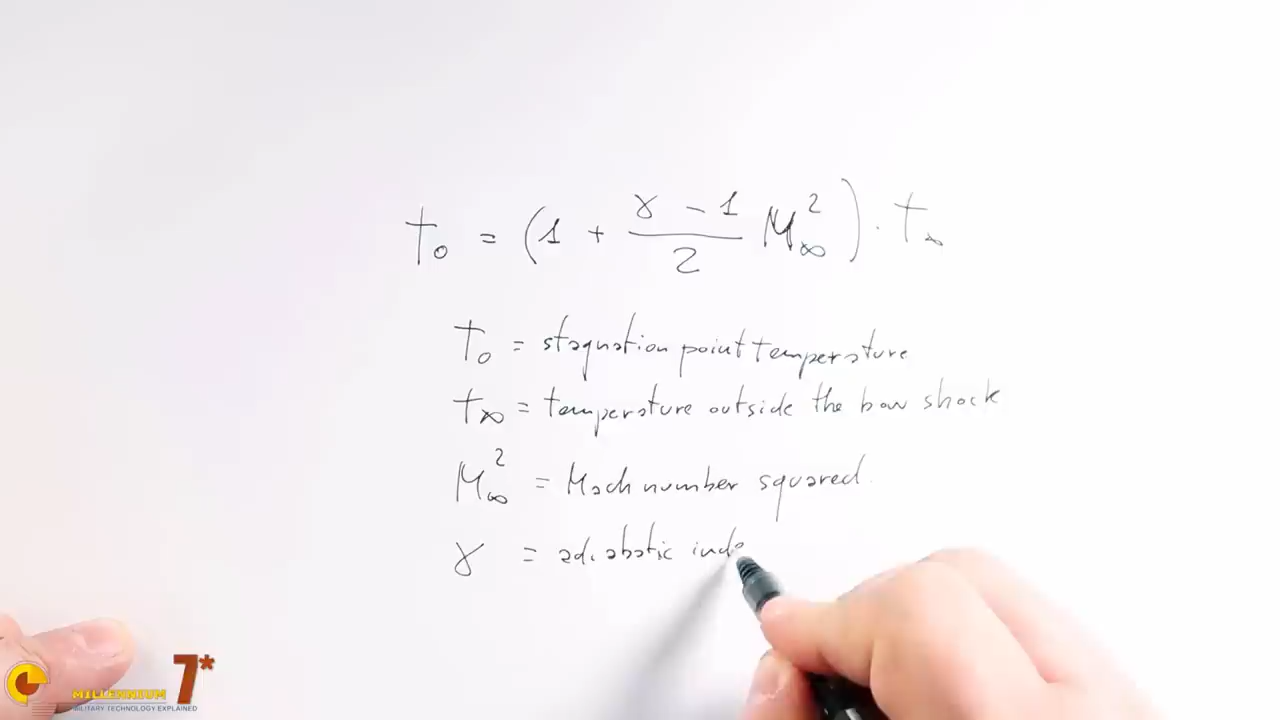 T₀ = (1 + γ - 1 / 2 M∞²) · T∞
T₀ = stagnation point temperature
T∞ = temperature outside the bow shock
M∞² = Mach number squared.
γ = adiabatic inde
7*
MILLENNIUM
MILITARY TECHNOLOGY EXPLAINED